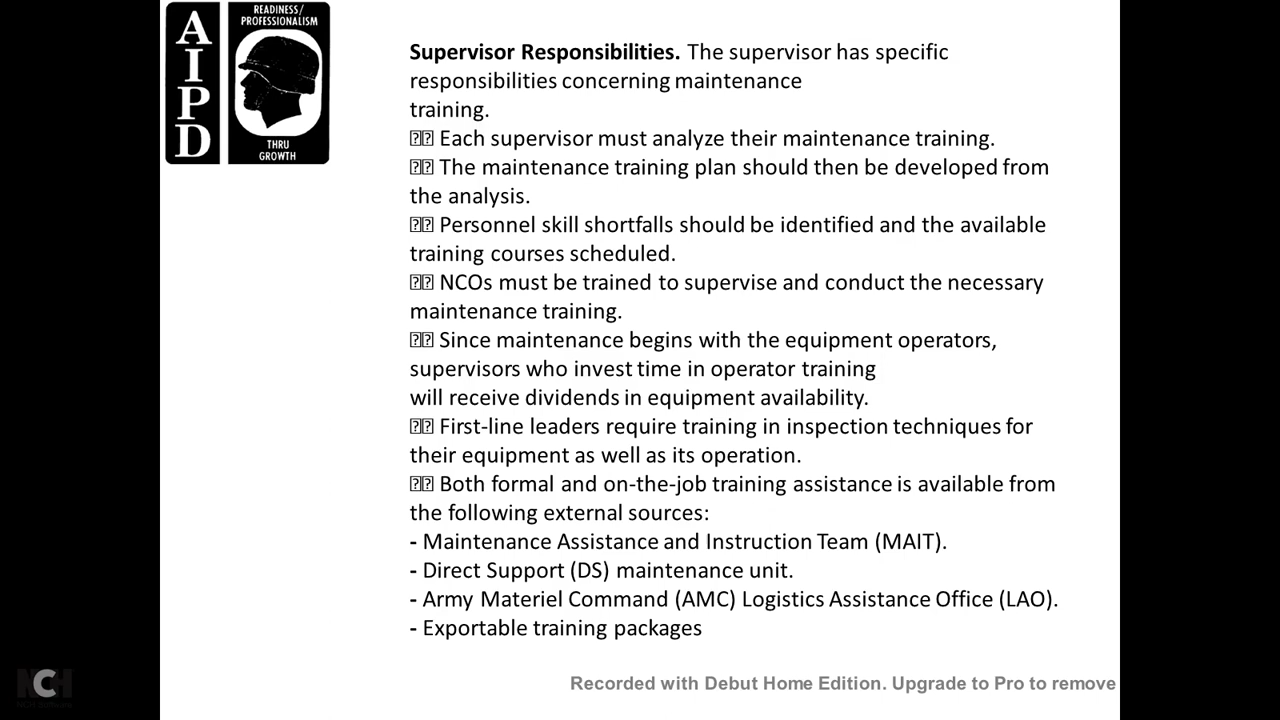 AIPD
READINESS/
PROFESSIONALISM
THRU
GROWTH
Supervisor Responsibilities. The supervisor has specific
responsibilities concerning maintenance
training.
⍰⍰ Each supervisor must analyze their maintenance training.
⍰⍰ The maintenance training plan should then be developed from
the analysis.
⍰⍰ Personnel skill shortfalls should be identified and the available
training courses scheduled.
⍰⍰ NCOs must be trained to supervise and conduct the necessary
maintenance training.
⍰⍰ Since maintenance begins with the equipment operators,
supervisors who invest time in operator training
will receive dividends in equipment availability.
⍰⍰ First-line leaders require training in inspection techniques for
their equipment as well as its operation.
⍰⍰ Both formal and on-the-job training assistance is available from
the following external sources:
- Maintenance Assistance and Instruction Team (MAIT).
- Direct Support (DS) maintenance unit.
- Army Materiel Command (AMC) Logistics Assistance Office (LAO).
- Exportable training packages
NCH
Recorded with Debut Home Edition. Upgrade to Pro to remove